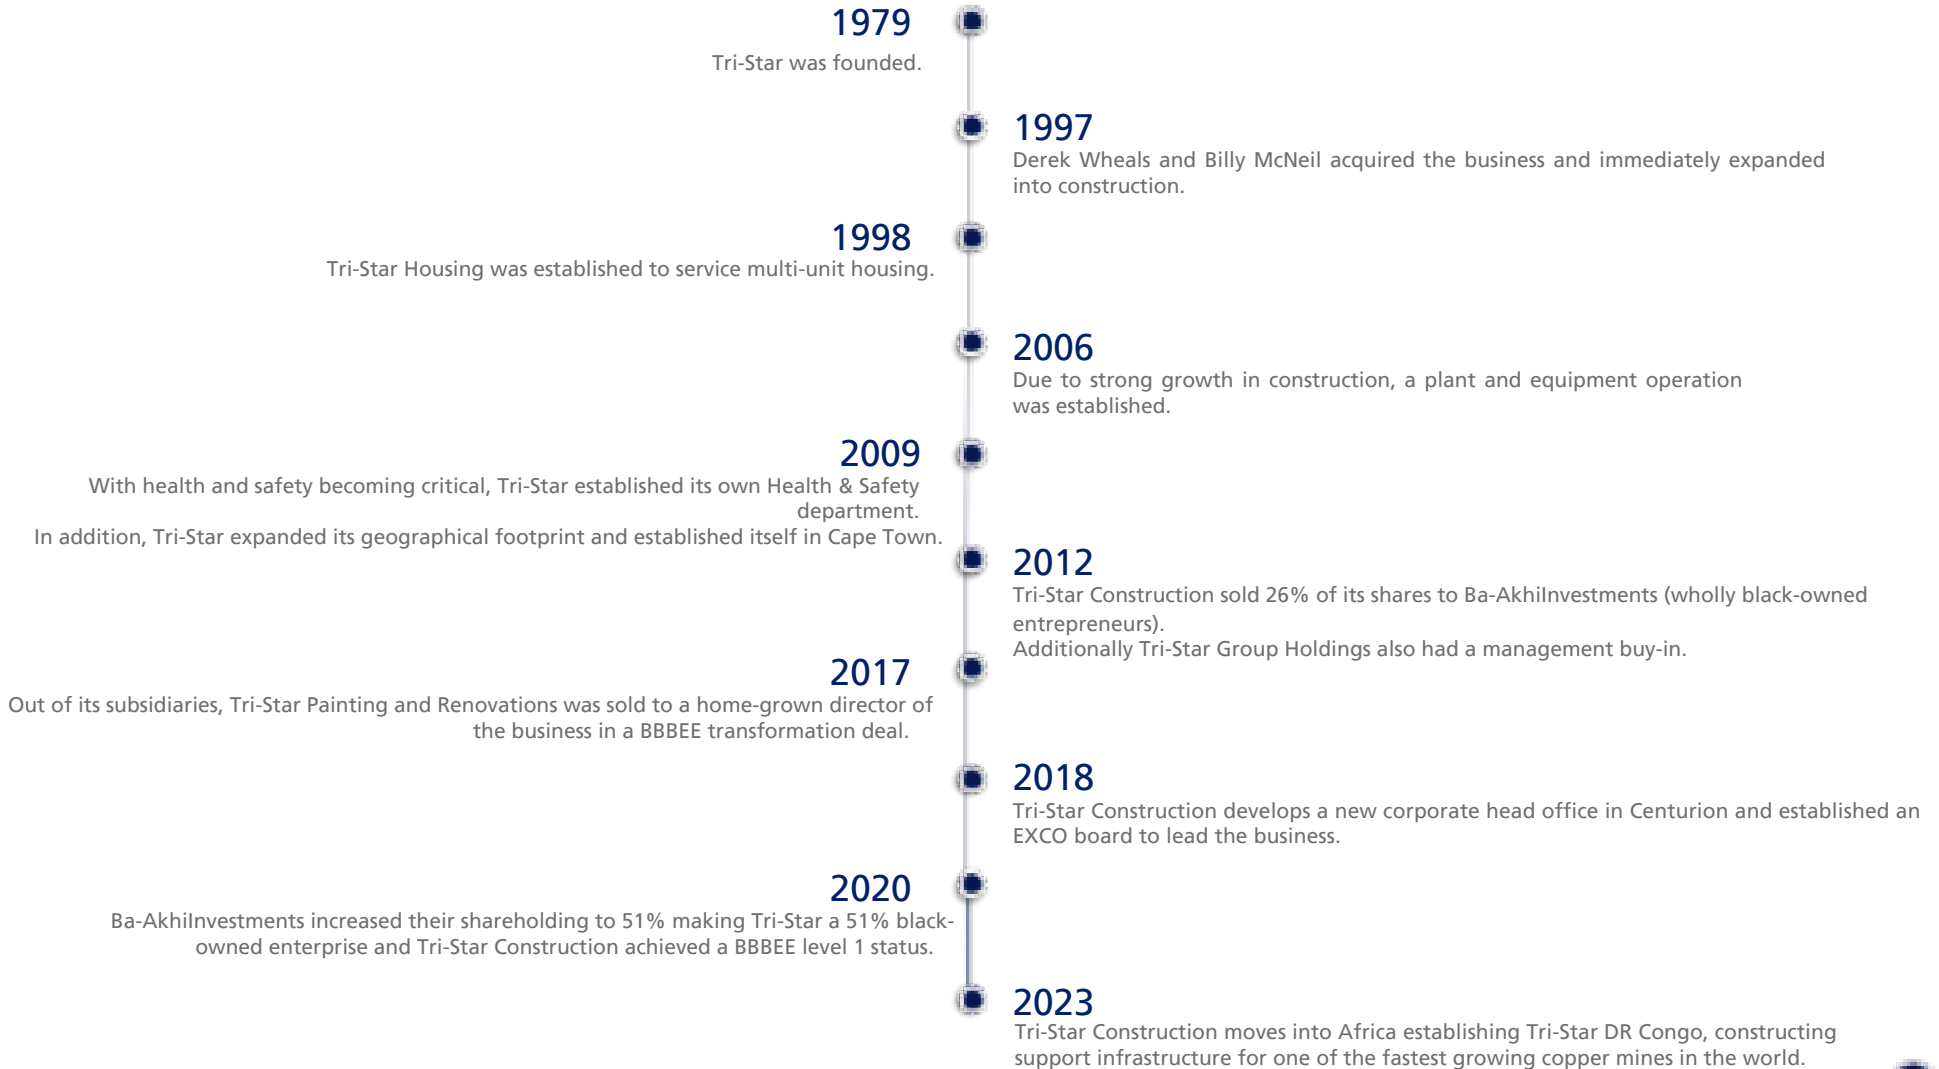 1979
Tri-Star was founded.
1997
Derek Wheals and Billy McNeil acquired the business and immediately expanded
into construction.
1998
Tri-Star Housing was established to service multi-unit housing.
2006
Due to strong growth in construction, a plant and equipment operation
was established.
2009
With health and safety becoming critical, Tri-Star established its own Health & Safety
department.
In addition, Tri-Star expanded its geographical footprint and established itself in Cape Town.
2012
Tri-Star Construction sold 26% of its shares to Ba-AkhiInvestments (wholly black-owned
entrepreneurs).
Additionally Tri-Star Group Holdings also had a management buy-in.
2017
Out of its subsidiaries, Tri-Star Painting and Renovations was sold to a home-grown director of
the business in a BBBEE transformation deal.
2018
Tri-Star Construction develops a new corporate head office in Centurion and established an
EXCO board to lead the business.
2020
Ba-AkhiInvestments increased their shareholding to 51% making Tri-Star a 51% black-
owned enterprise and Tri-Star Construction achieved a BBBEE level 1 status.
2023
Tri-Star Construction moves into Africa establishing Tri-Star DR Congo, constructing
support infrastructure for one of the fastest growing copper mines in the world.